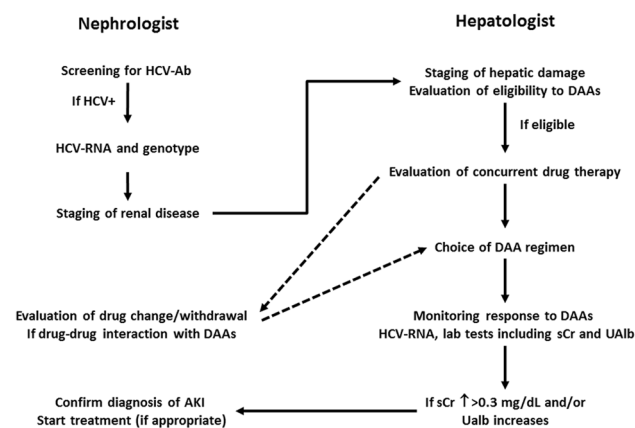 Nephrologist
Screening for HCV-Ab
If HCV+
HCV-RNA and genotype
Staging of renal disease
Evaluation of drug change/withdrawal
If drug-drug interaction with DAAs
Confirm diagnosis of AKI
Start treatment (if appropriate)
Hepatologist
Staging of hepatic damage
Evaluation of eligibility to DAAs
If eligible
Evaluation of concurrent drug therapy
Choice of DAA regimen
Monitoring response to DAAs
HCV-RNA, lab tests including sCr and UAlb
If sCr ↑>0.3 mg/dL and/or
Ualb increases